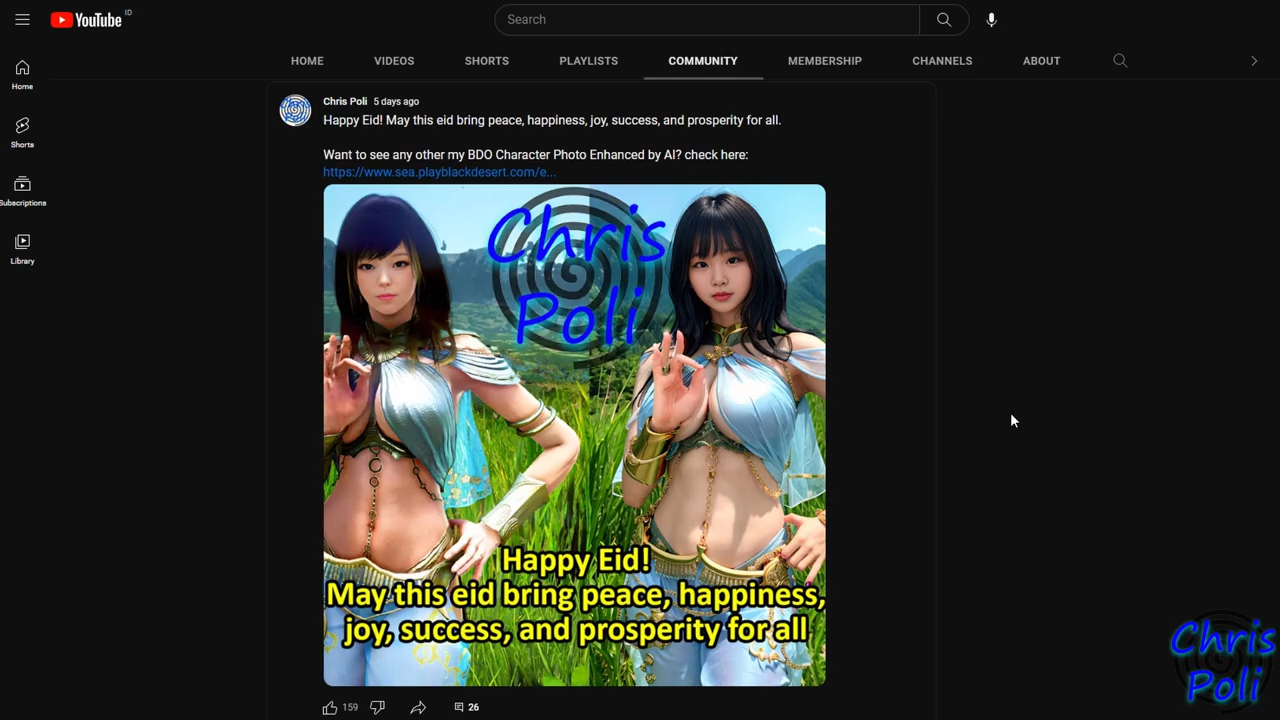 YouTube ID
Search
HOME VIDEOS SHORTS PLAYLISTS COMMUNITY MEMBERSHIP CHANNELS ABOUT
Home
Shorts
Subscriptions
Library
Chris Poli 5 days ago
Happy Eid! May this eid bring peace, happiness, joy, success, and prosperity for all.
Want to see any other my BDO Character Photo Enhanced by AI? check here:
https://www.sea.playblackdesert.com/e...
Chris
Poli
Happy Eid!
May this eid bring peace, happiness,
joy, success, and prosperity for all
159 26
Chris
Poli